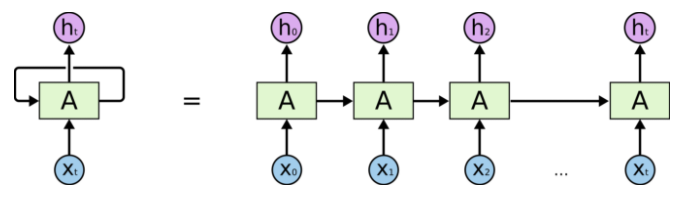 hₜ h₀ h₁ h₂ hₜ
A = A A A A
xₜ x₀ x₁ x₂ ... xₜ